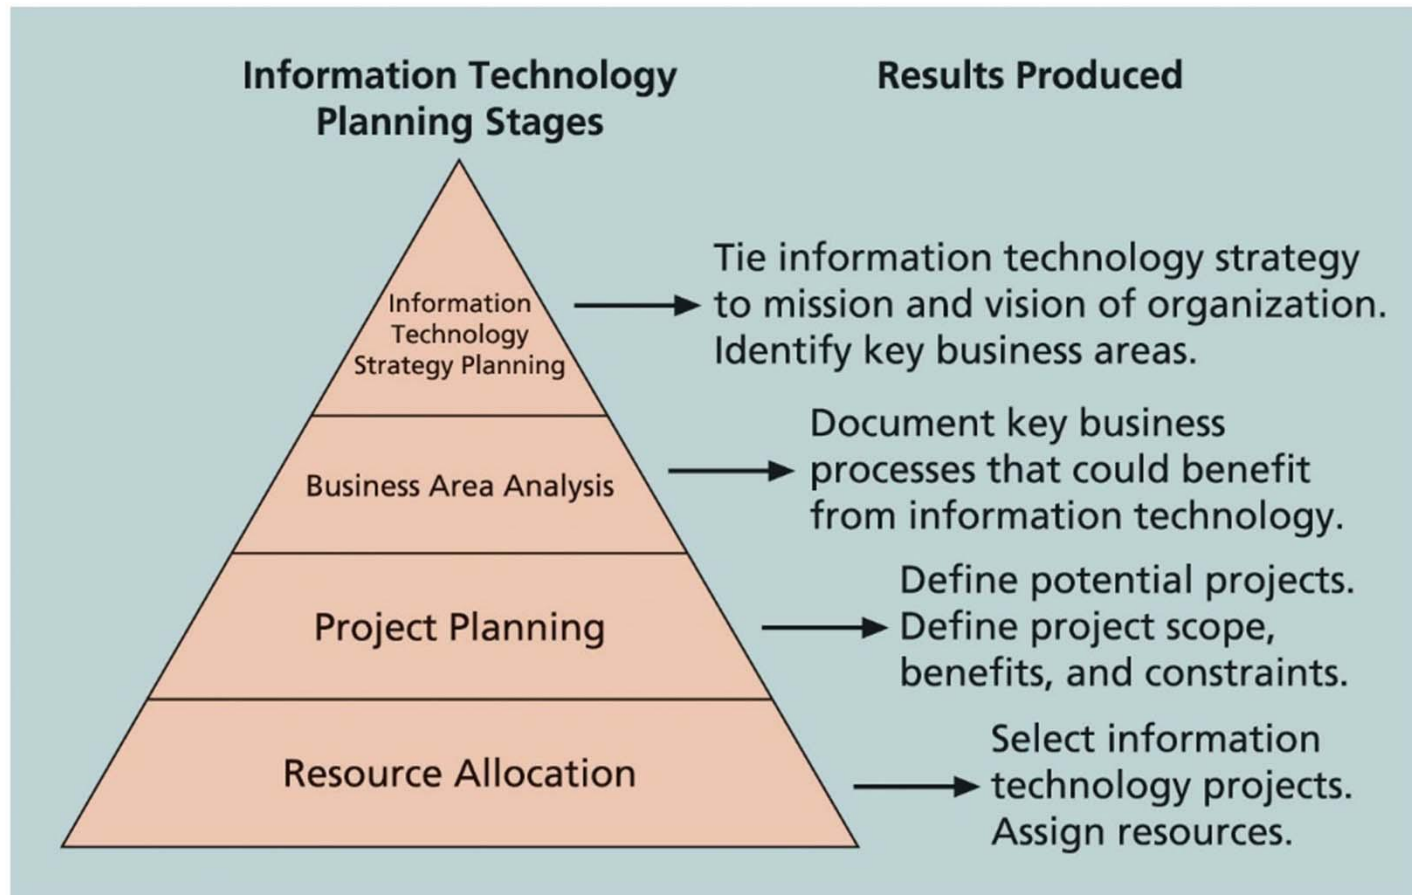 Information Technology
Planning Stages
Results Produced
Information
Technology
Strategy Planning
Tie information technology strategy
to mission and vision of organization.
Identify key business areas.
Business Area Analysis
Document key business
processes that could benefit
from information technology.
Project Planning
Define potential projects.
Define project scope,
benefits, and constraints.
Resource Allocation
Select information
technology projects.
Assign resources.